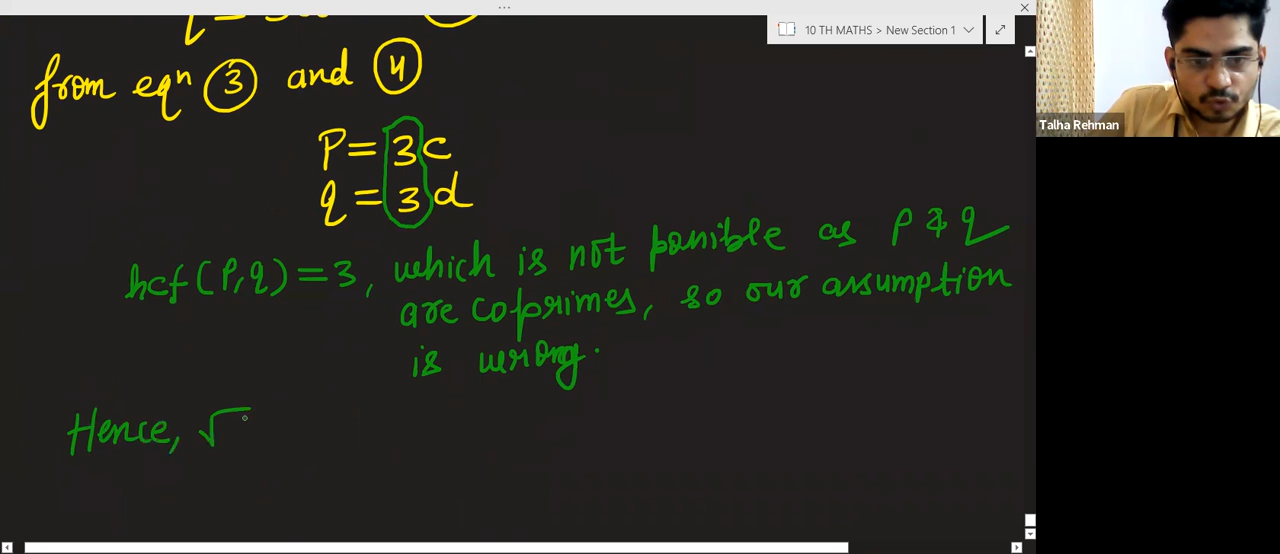 10 TH MATHS > New Section 1
Talha Rehman
from eqn ③ and ④
P = 3c
q = 3d
hcf (P, q) = 3, which is not possible as P & q
are coprimes, so our assumption
is wrong.
Hence, √